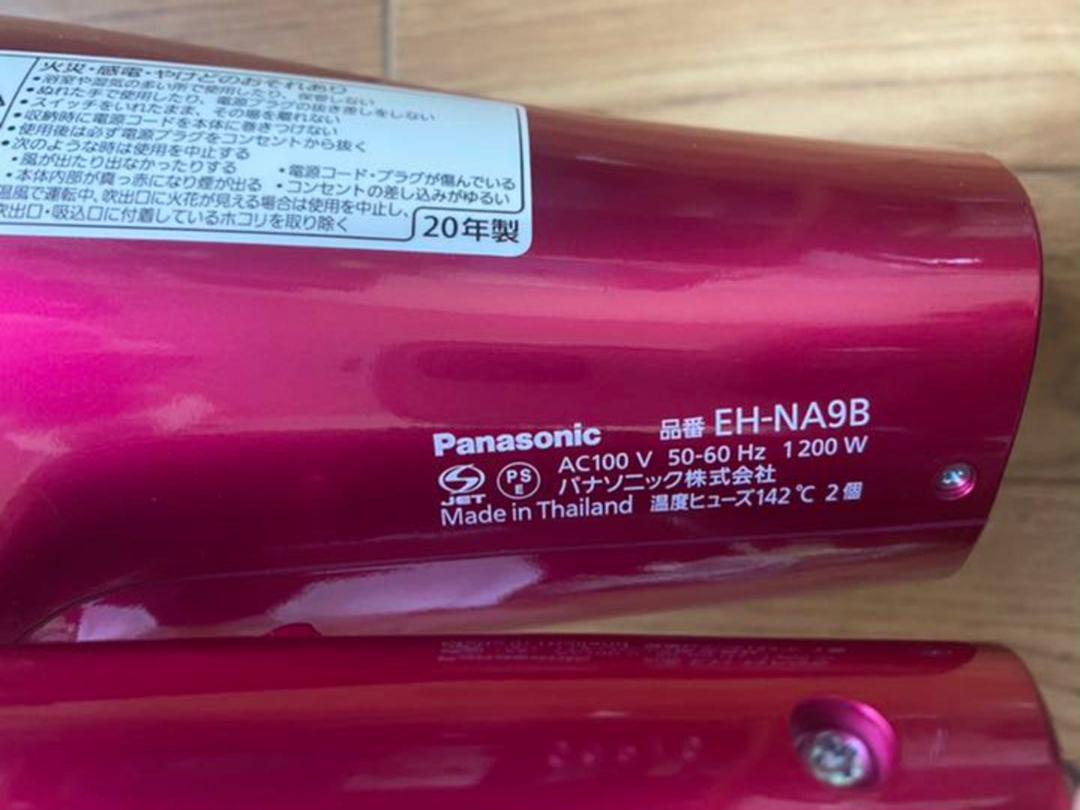 火災・感電・やけどのおそれあり
•浴室や湿気の多い所で使用したり、保管しない
•ぬれた手で使用したり、電源プラグの抜き差しをしない
•スイッチをいれたまま、その場を離れない
•収納時に電源コードを本体に巻きつけない
•使用後は必ず電源プラグをコンセントから抜く
•次のような時は使用を中止する
•風が出たり出なかったりする •電源コード・プラグが傷んでいる
•本体内部が真っ赤になり煙が出る •コンセントの差し込みがゆるい
温風で運転中、吹出口に火花が見える場合は使用を中止し、
吹出口・吸込口に付着しているホコリを取り除く
20年製
Panasonic 品番 EH-NA9B
JET PSE AC100 V 50-60 Hz 1200 W
パナソニック株式会社
Made in Thailand 温度ヒューズ142℃ 2個